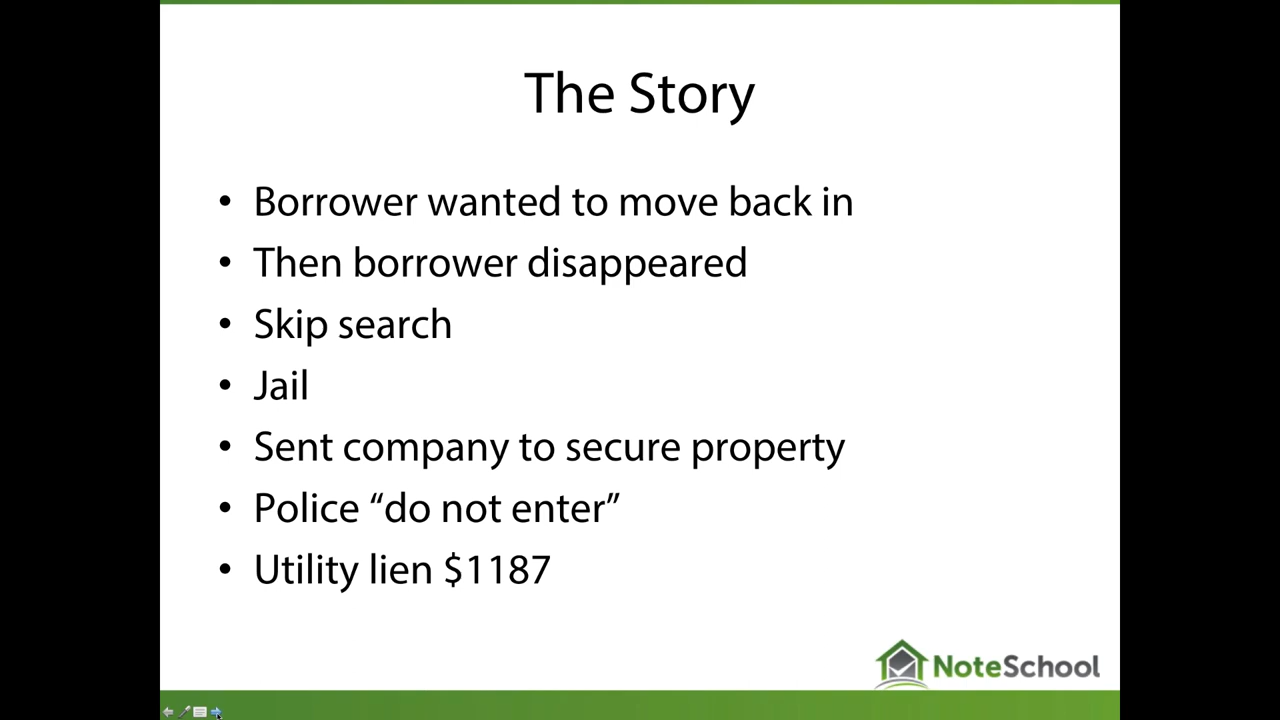 The Story
• Borrower wanted to move back in
• Then borrower disappeared
• Skip search
• Jail
• Sent company to secure property
• Police “do not enter”
• Utility lien $1187
NoteSchool